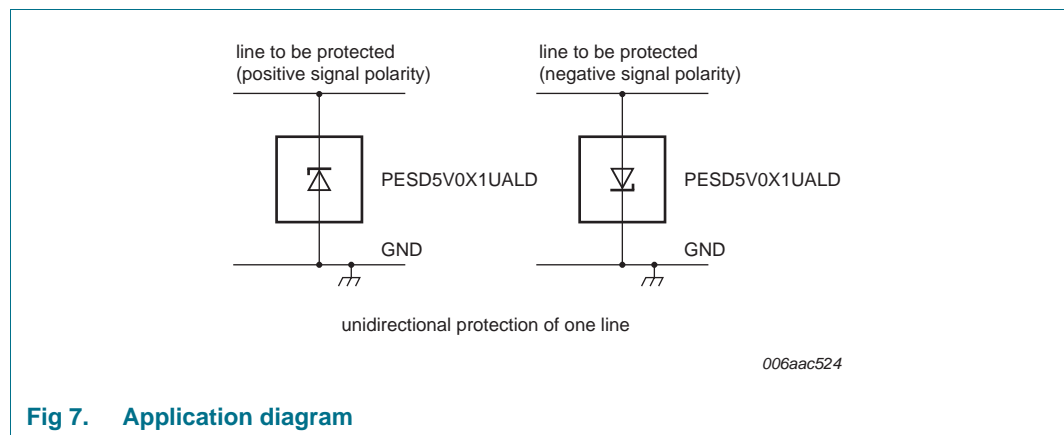 line to be protected
(positive signal polarity)
line to be protected
(negative signal polarity)
PESD5V0X1UALD
PESD5V0X1UALD
GND
GND
unidirectional protection of one line
006aac524
Fig 7. Application diagram